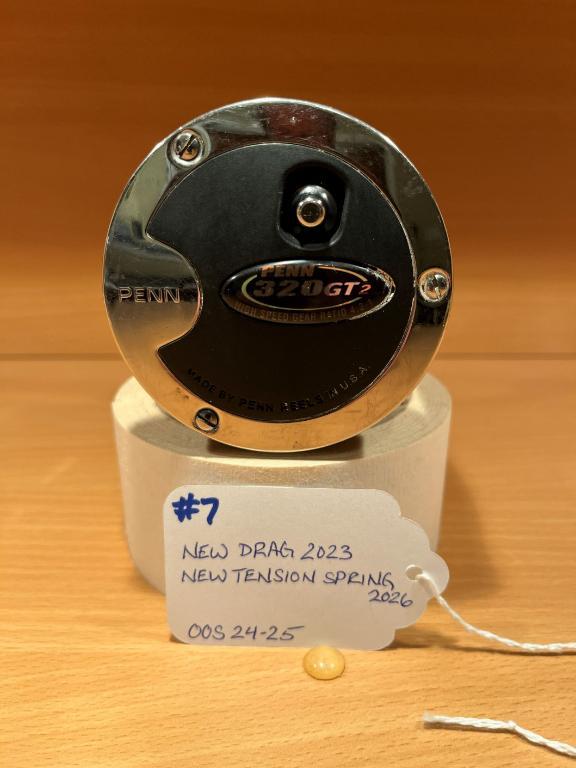 PENN
PENN
320GT2
HIGH SPEED GEAR RATIO
MADE BY PENN REELS IN U.S.A.
#7
NEW DRAG 2023
NEW TENSION SPRING
2026
OOS 24-25